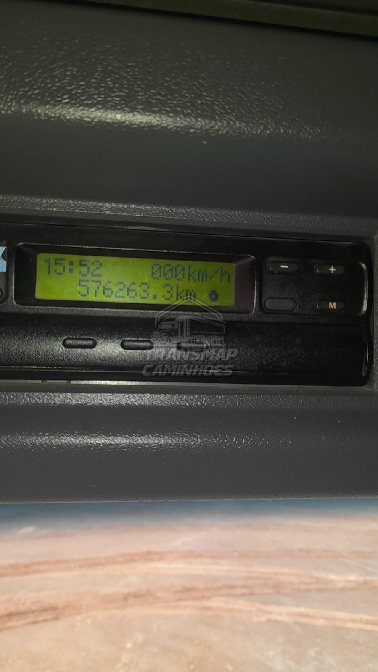 15:52 000km/h
576263.3km
- +
M
TRANSMAP
CAMINHÕES